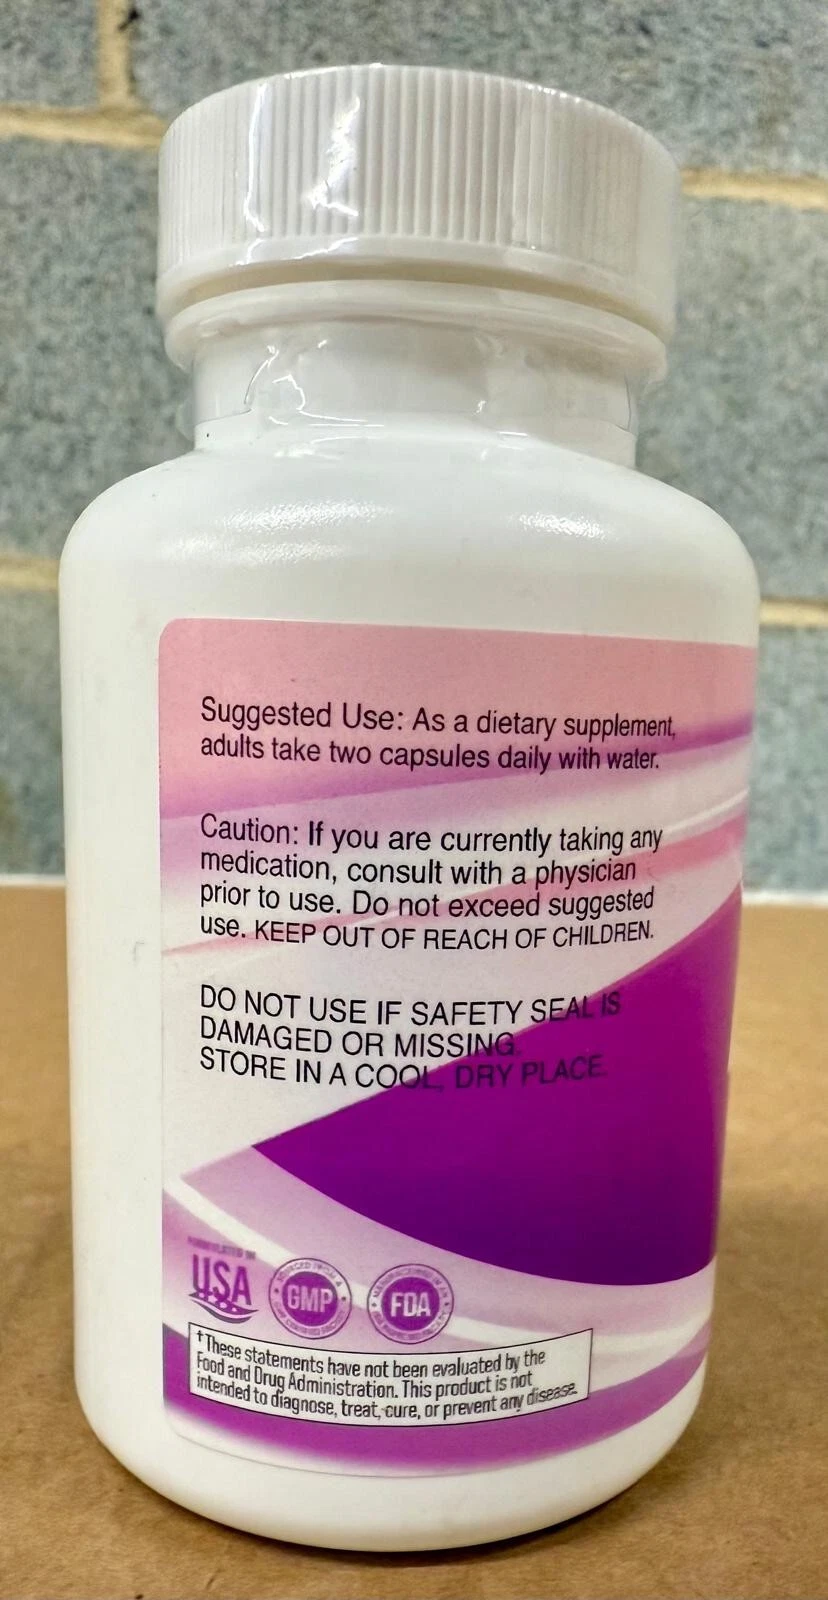 Suggested Use: As a dietary supplement,
adults take two capsules daily with water.
Caution: If you are currently taking any
medication, consult with a physician
prior to use. Do not exceed suggested
use. KEEP OUT OF REACH OF CHILDREN.
DO NOT USE IF SAFETY SEAL IS
DAMAGED OR MISSING.
STORE IN A COOL, DRY PLACE.
FORMULATED IN
USA
GMP
FDA
†These statements have not been evaluated by the
Food and Drug Administration. This product is not
intended to diagnose, treat, cure, or prevent any disease.